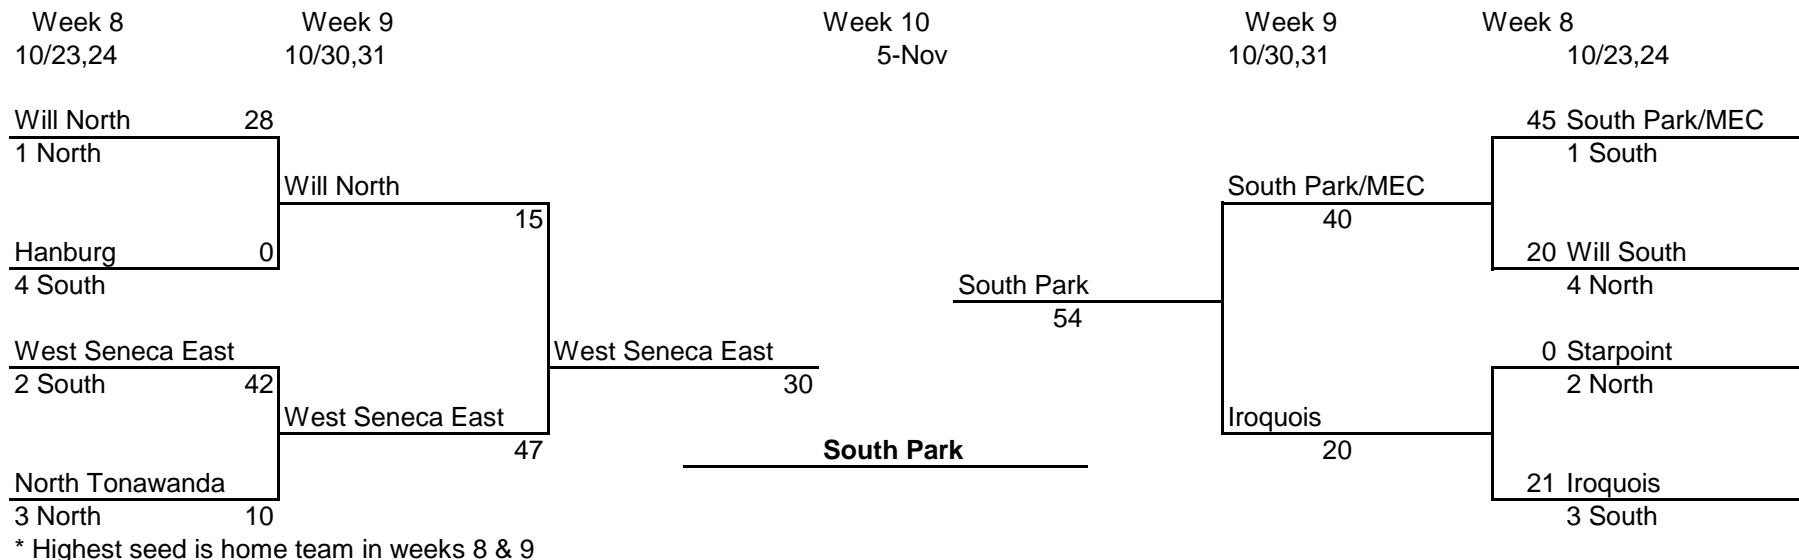 Week 8 Week 9 Week 10 Week 9 Week 8
10/23,24 10/30,31 5-Nov 10/30,31 10/23,24
Will North 28 45 South Park/MEC
1 North 1 South
Will North South Park/MEC
15 40
Hanburg 0 20 Will South
4 South South Park 4 North
54
West Seneca East West Seneca East 0 Starpoint
2 South 42 30 2 North
West Seneca East Iroquois
47 South Park 20
North Tonawanda 21 Iroquois
3 North 10 3 South
* Highest seed is home team in weeks 8 & 9